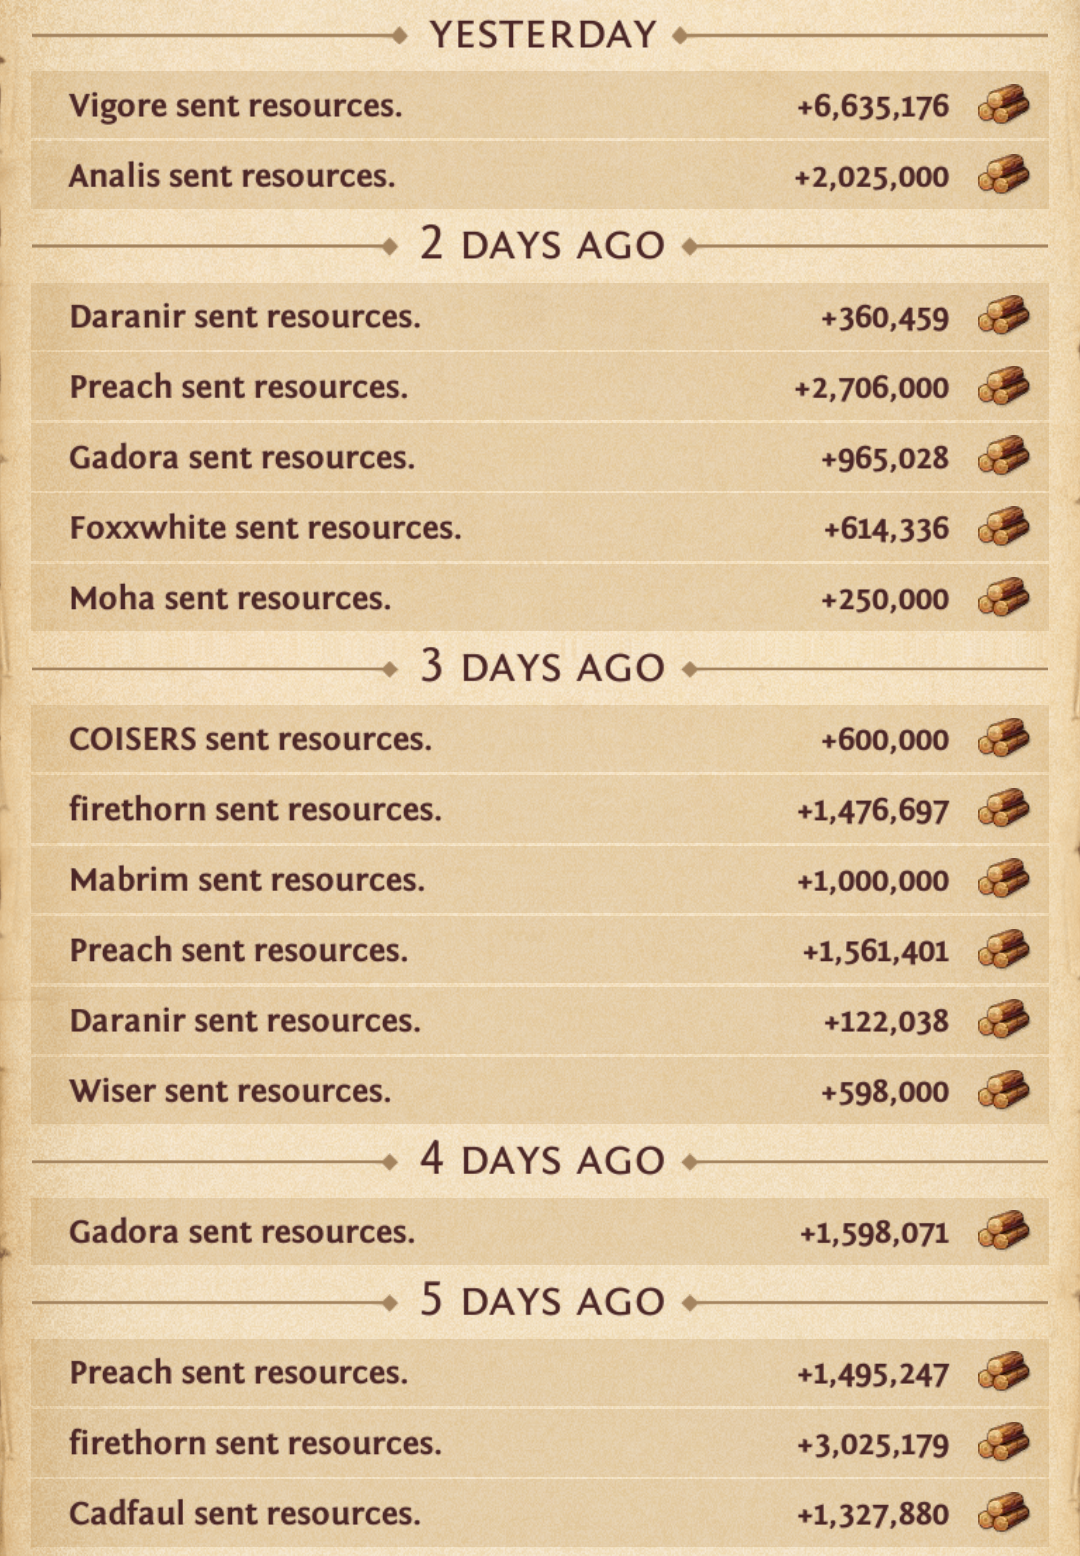 YESTERDAY
Vigore sent resources. +6,635,176
Analis sent resources. +2,025,000
2 DAYS AGO
Daranir sent resources. +360,459
Preach sent resources. +2,706,000
Gadora sent resources. +965,028
Foxxwhite sent resources. +614,336
Moha sent resources. +250,000
3 DAYS AGO
COISERS sent resources. +600,000
firethorn sent resources. +1,476,697
Mabrim sent resources. +1,000,000
Preach sent resources. +1,561,401
Daranir sent resources. +122,038
Wiser sent resources. +598,000
4 DAYS AGO
Gadora sent resources. +1,598,071
5 DAYS AGO
Preach sent resources. +1,495,247
firethorn sent resources. +3,025,179
Cadfaul sent resources. +1,327,880